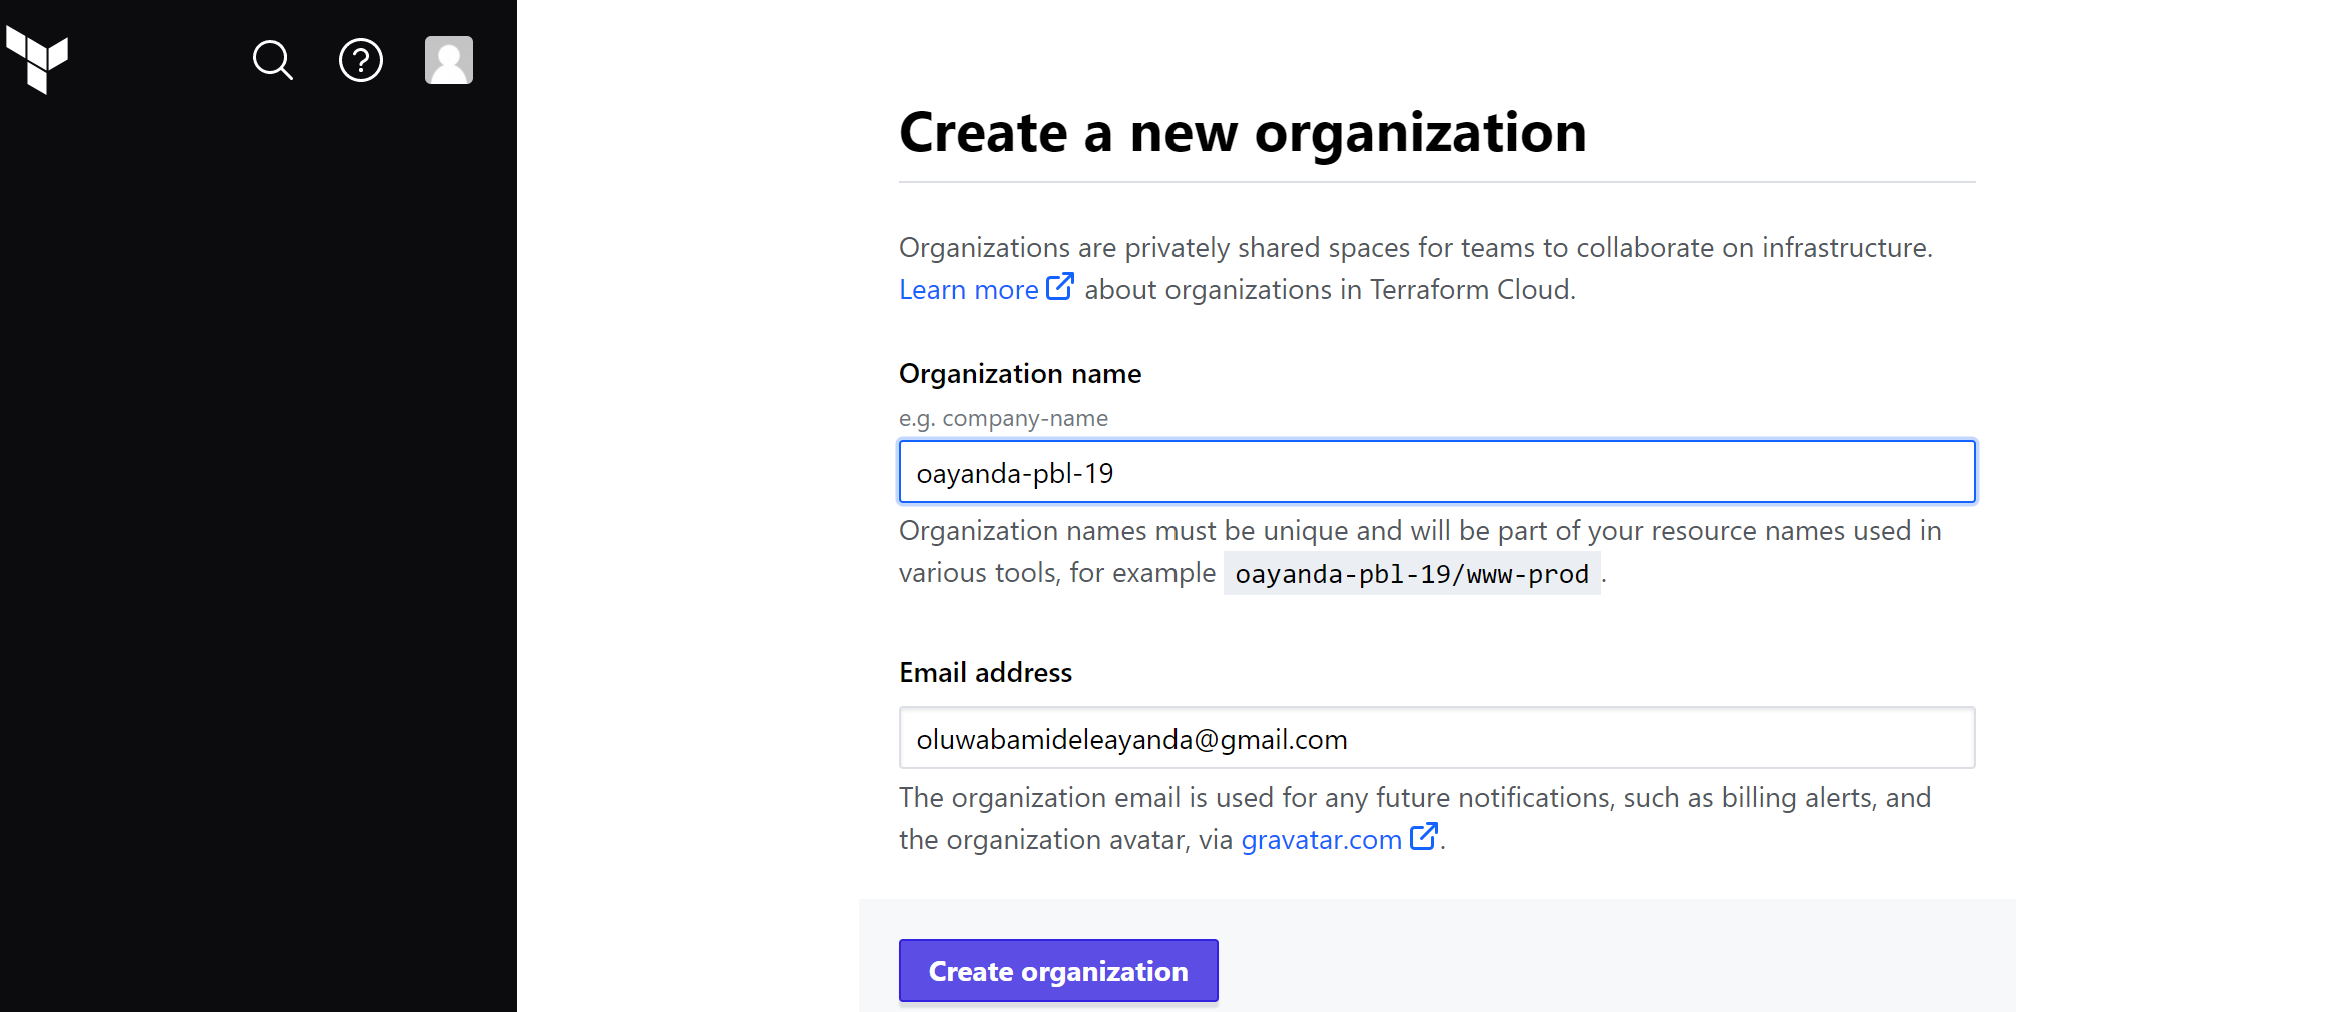 Create a new organization
Organizations are privately shared spaces for teams to collaborate on infrastructure.
Learn more about organizations in Terraform Cloud.
Organization name
e.g. company-name
oayanda-pbl-19
Organization names must be unique and will be part of your resource names used in
various tools, for example oayanda-pbl-19/www-prod.
Email address
oluwabamideleayanda@gmail.com
The organization email is used for any future notifications, such as billing alerts, and
the organization avatar, via gravatar.com.
Create organization